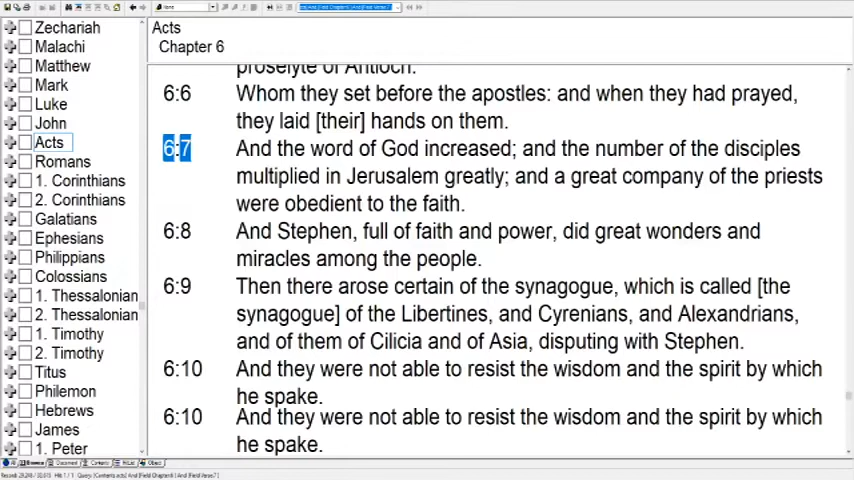 None
Acts
Chapter 6
Zechariah
Malachi
Matthew
Mark
Luke
John
Acts
Romans
1. Corinthians
2. Corinthians
Galatians
Ephesians
Philippians
Colossians
1. Thessalonian
2. Thessalonian
1. Timothy
2. Timothy
Titus
Philemon
Hebrews
James
1. Peter
proselyte of Antioch.
6:6 Whom they set before the apostles: and when they had prayed,
they laid [their] hands on them.
6:7 And the word of God increased; and the number of the disciples
multiplied in Jerusalem greatly; and a great company of the priests
were obedient to the faith.
6:8 And Stephen, full of faith and power, did great wonders and
miracles among the people.
6:9 Then there arose certain of the synagogue, which is called [the
synagogue] of the Libertines, and Cyrenians, and Alexandrians,
and of them of Cilicia and of Asia, disputing with Stephen.
6:10 And they were not able to resist the wisdom and the spirit by which
he spake.
6:10 And they were not able to resist the wisdom and the spirit by which
he spake.
All Browse Document Contents Hit List Object